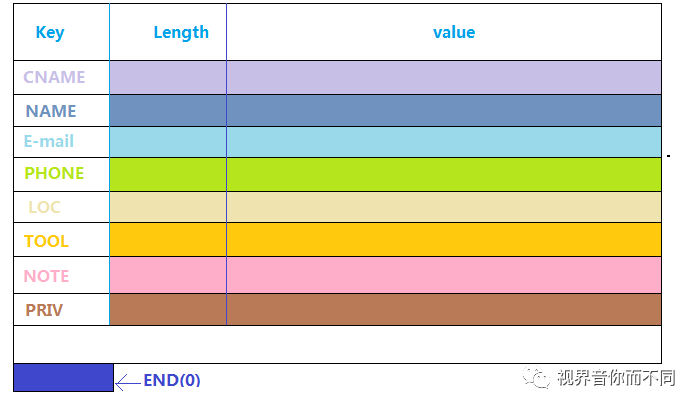 Key Length value
CNAME
NAME
E-mail
PHONE
LOC
TOOL
NOTE
PRIV
END(0)
视界音你而不同